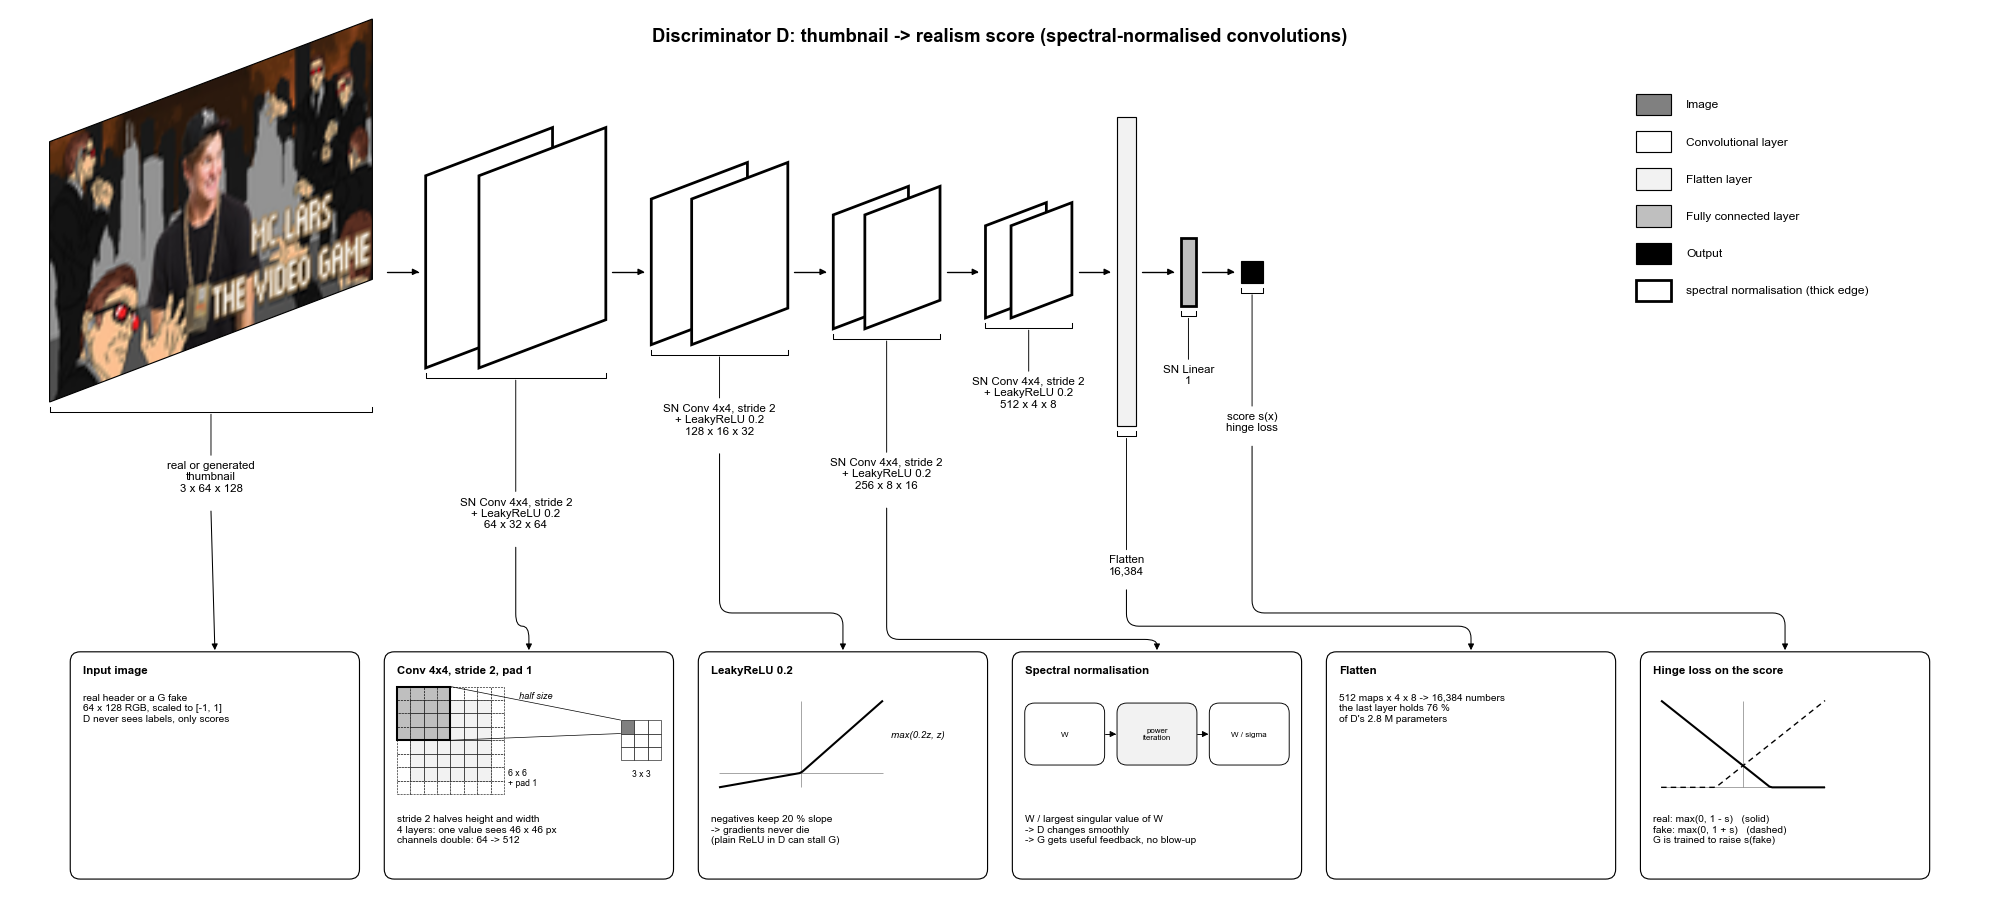 Discriminator D: thumbnail -> realism score (spectral-normalised convolutions)
MC LARS
THE VIDEO GAME
Image
Convolutional layer
Flatten layer
Fully connected layer
Output
spectral normalisation (thick edge)
real or generated
thumbnail
3 x 64 x 128
SN Conv 4x4, stride 2
+ LeakyReLU 0.2
64 x 32 x 64
SN Conv 4x4, stride 2
+ LeakyReLU 0.2
128 x 16 x 32
SN Conv 4x4, stride 2
+ LeakyReLU 0.2
256 x 8 x 16
SN Conv 4x4, stride 2
+ LeakyReLU 0.2
512 x 4 x 8
Flatten
16,384
SN Linear
1
score s(x)
hinge loss
Input image
real header or a G fake
64 x 128 RGB, scaled to [-1, 1]
D never sees labels, only scores
Conv 4x4, stride 2, pad 1
half size
6 x 6
+ pad 1
3 x 3
stride 2 halves height and width
4 layers: one value sees 46 x 46 px
channels double: 64 -> 512
LeakyReLU 0.2
max(0.2z, z)
negatives keep 20 % slope
-> gradients never die
(plain ReLU in D can stall G)
Spectral normalisation
W
power
iteration
W / sigma
W / largest singular value of W
-> D changes smoothly
-> G gets useful feedback, no blow-up
Flatten
512 maps x 4 x 8 -> 16,384 numbers
the last layer holds 76 %
of D's 2.8 M parameters
Hinge loss on the score
real: max(0, 1 - s) (solid)
fake: max(0, 1 + s) (dashed)
G is trained to raise s(fake)